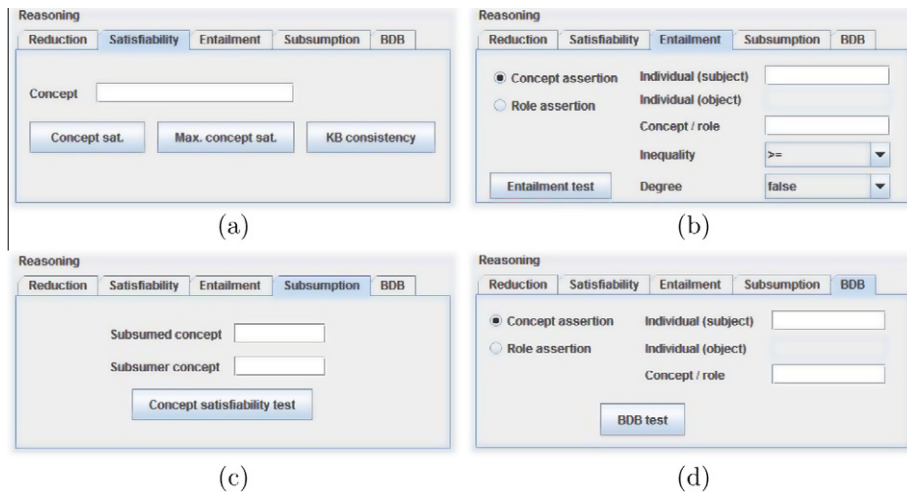 Reasoning
Reduction Satisfiability Entailment Subsumption BDB
Concept
Concept sat. Max. concept sat. KB consistency
(a)
Reasoning
Reduction Satisfiability Entailment Subsumption BDB
Concept assertion Individual (subject)
Role assertion Individual (object)
Concept / role
Inequality >=
Entailment test Degree false
(b)
Reasoning
Reduction Satisfiability Entailment Subsumption BDB
Subsumed concept
Subsumer concept
Concept satisfiability test
(c)
Reasoning
Reduction Satisfiability Entailment Subsumption BDB
Concept assertion Individual (subject)
Role assertion Individual (object)
Concept / role
BDB test
(d)